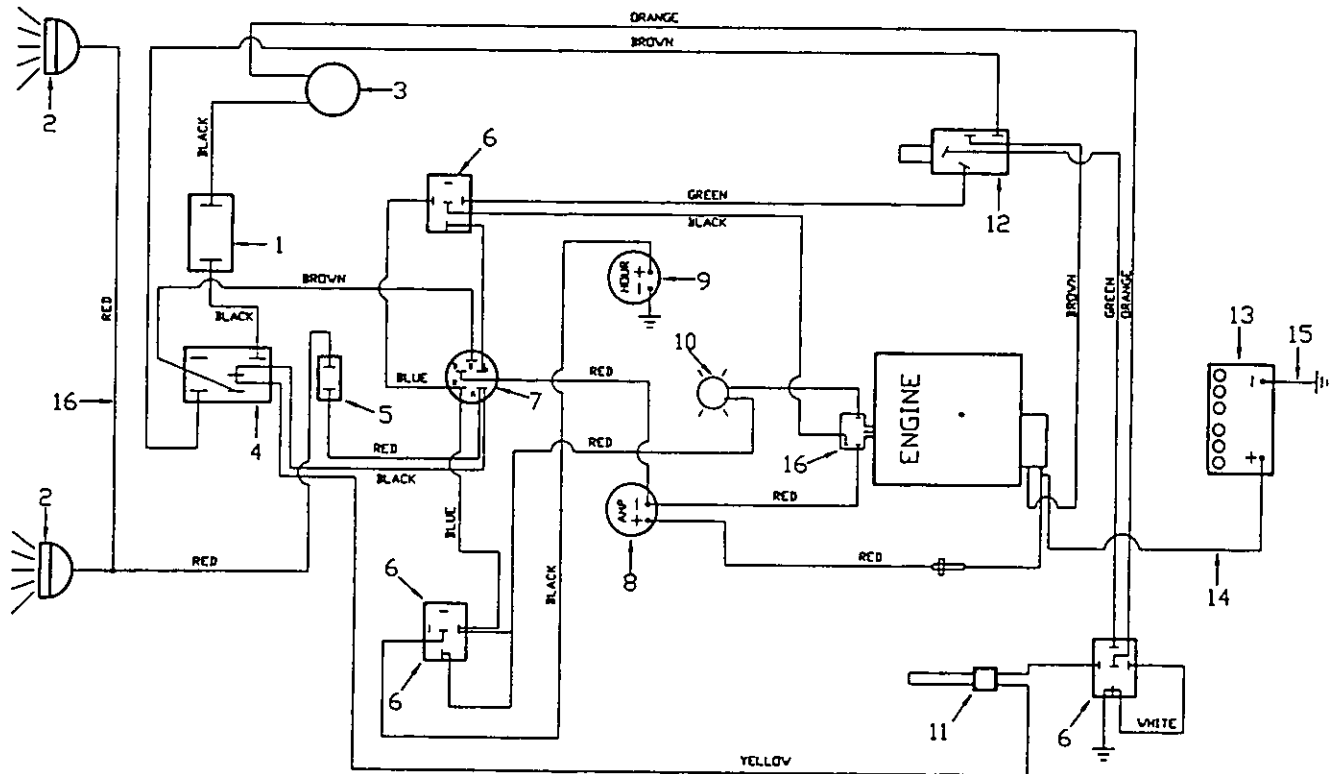 ORANGE
BROWN
2
3
BLACK
6
12
GREEN
BLACK
1
HOUR
+
9
BROWN
BLACK
RED
BROWN
GREEN
ORANGE
13
15
10
BLUE
RED
7
ENGINE
16
4
5
RED
RED
16
BLACK
AMP
+
8
RED
+
14
2
RED
BLUE
BLACK
RED
6
6
11
6
WHITE
YELLOW